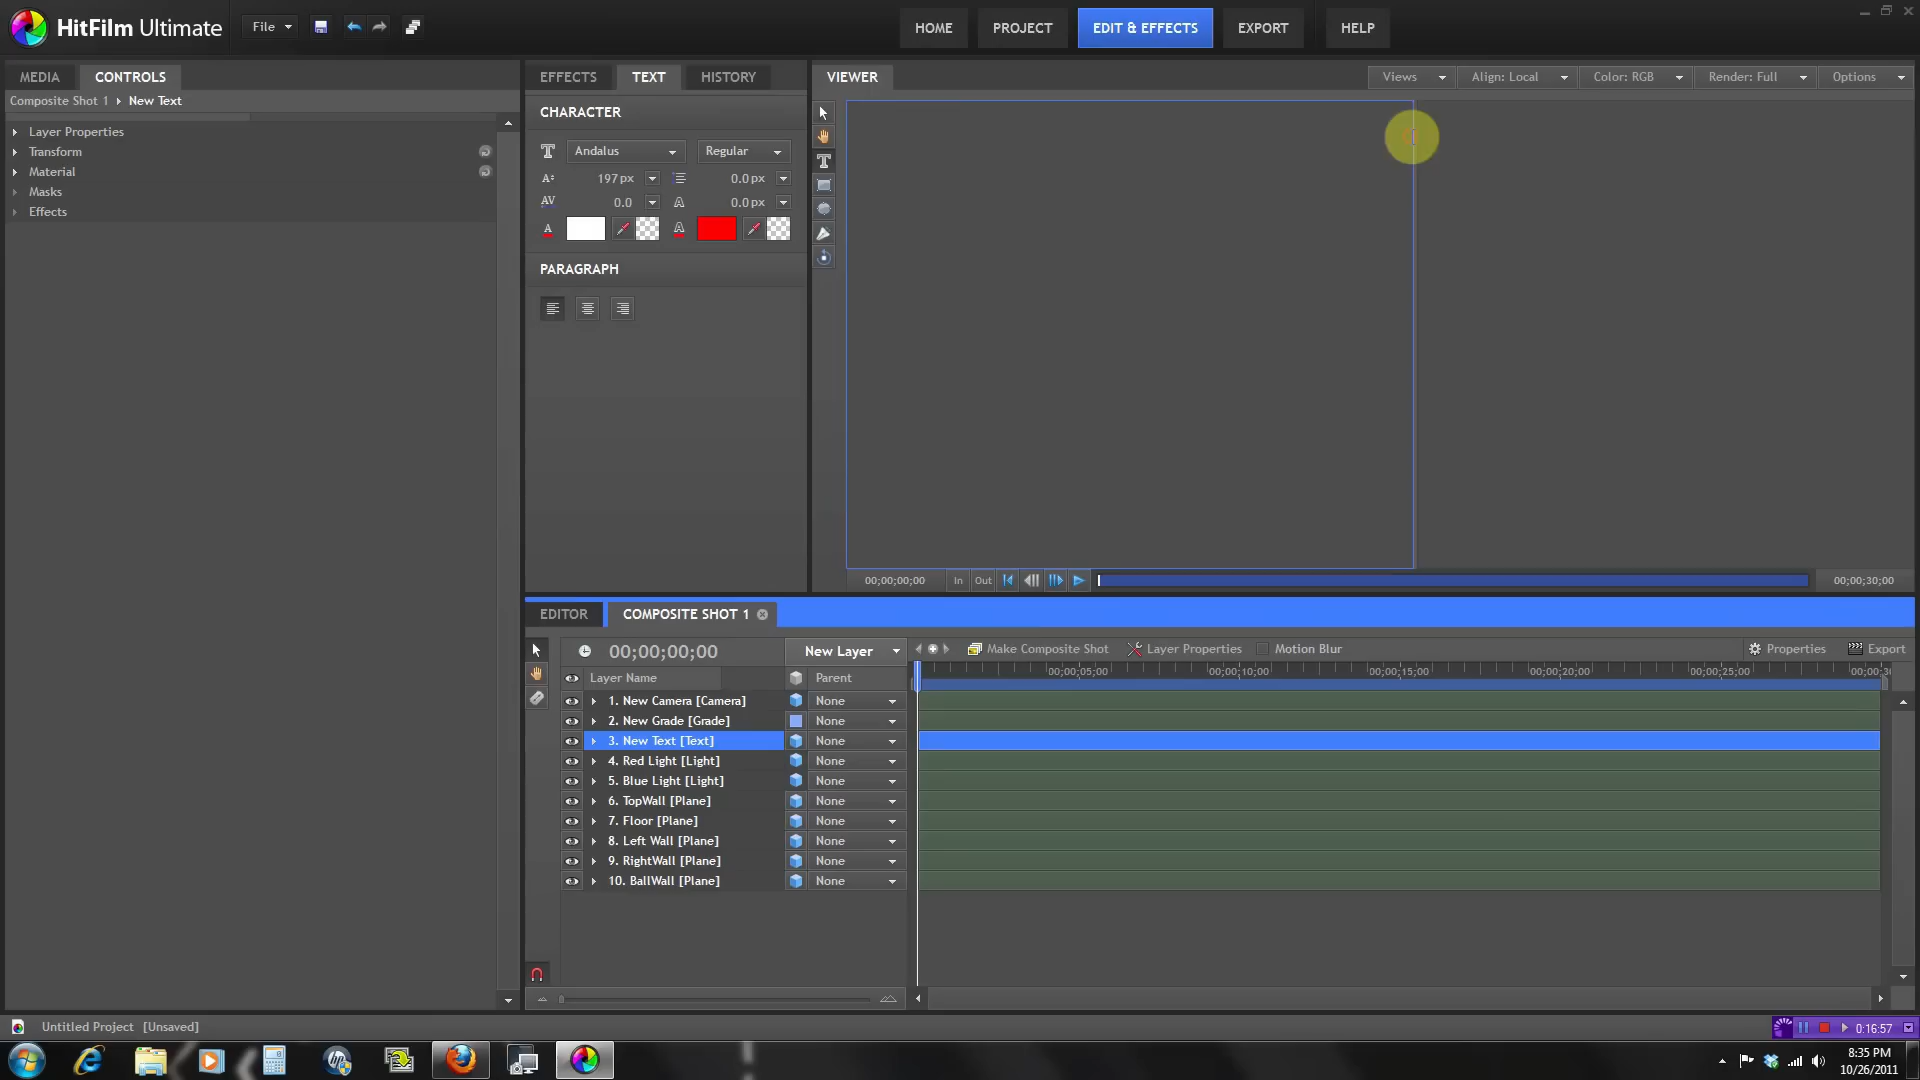 HitFilm Ultimate
File
HOME
PROJECT
EDIT & EFFECTS
EXPORT
HELP
MEDIA
CONTROLS
EFFECTS
TEXT
HISTORY
VIEWER
Views
Align: Local
Color: RGB
Render: Full
Options
Composite Shot 1
New Text
CHARACTER
Layer Properties
Transform
Material
Masks
Effects
Andalus
Regular
197 px
0.0 px
0.0
0.0 px
PARAGRAPH
00;00;00;00
In
Out
00;00;30;00
EDITOR
COMPOSITE SHOT 1
00;00;00;00
New Layer
Make Composite Shot
Layer Properties
Motion Blur
Properties
Export
Layer Name
Parent
00;00;05;00
00;00;10;00
00;00;15;00
00;00;20;00
00;00;25;00
00;00;3
1. New Camera [Camera]
None
2. New Grade [Grade]
None
3. New Text [Text]
None
4. Red Light [Light]
None
5. Blue Light [Light]
None
6. TopWall [Plane]
None
7. Floor [Plane]
None
8. Left Wall [Plane]
None
9. RightWall [Plane]
None
10. BallWall [Plane]
None
Untitled Project [Unsaved]
0:16:57
8:35 PM
10/26/2011